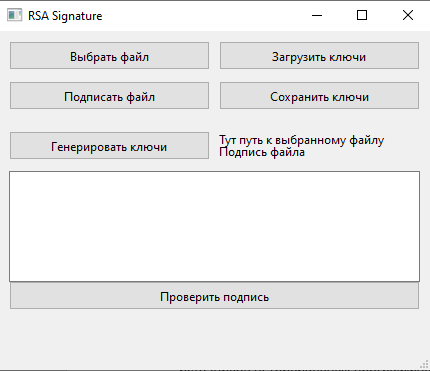 RSA Signature
Выбрать файл
Загрузить ключи
Подписать файл
Сохранить ключи
Генерировать ключи
Тут путь к выбранному файлу
Подпись файла
Проверить подпись